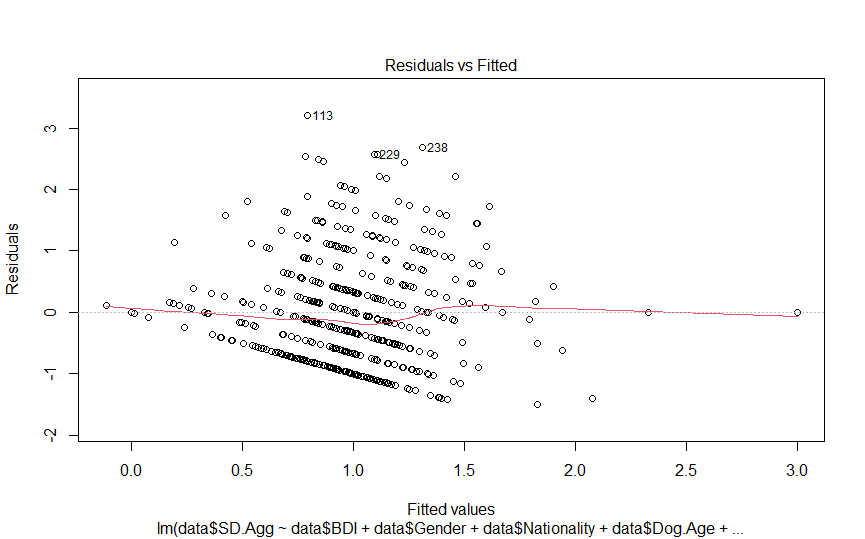 Residuals vs Fitted
113
238
229
3
2
1
0
-1
-2
Residuals
0.0 0.5 1.0 1.5 2.0 2.5 3.0
Fitted values
lm(data$SD.Agg ~ data$BDI + data$Gender + data$Nationality + data$Dog.Age + ...